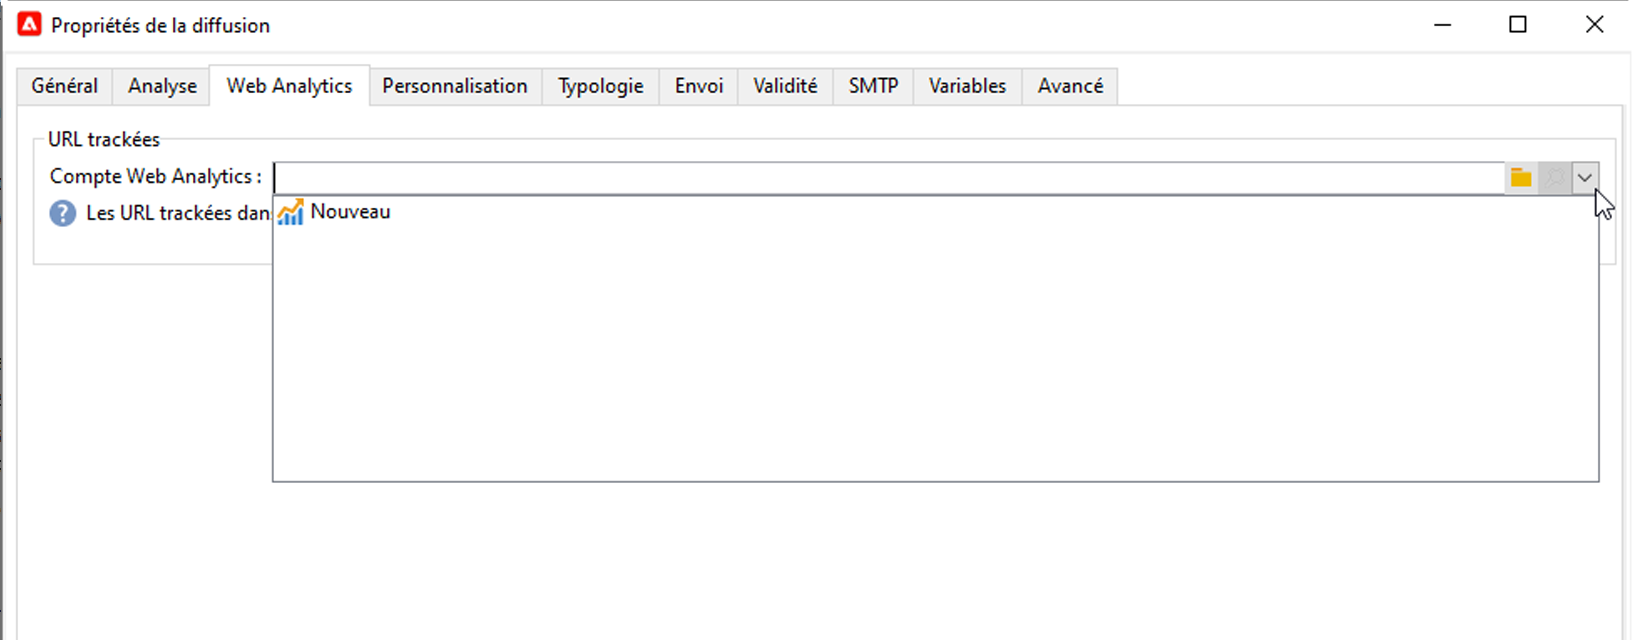 Propriétés de la diffusion
Général Analyse Web Analytics Personnalisation Typologie Envoi Validité SMTP Variables Avancé
URL trackées
Compte Web Analytics :
Les URL trackées dan
Nouveau